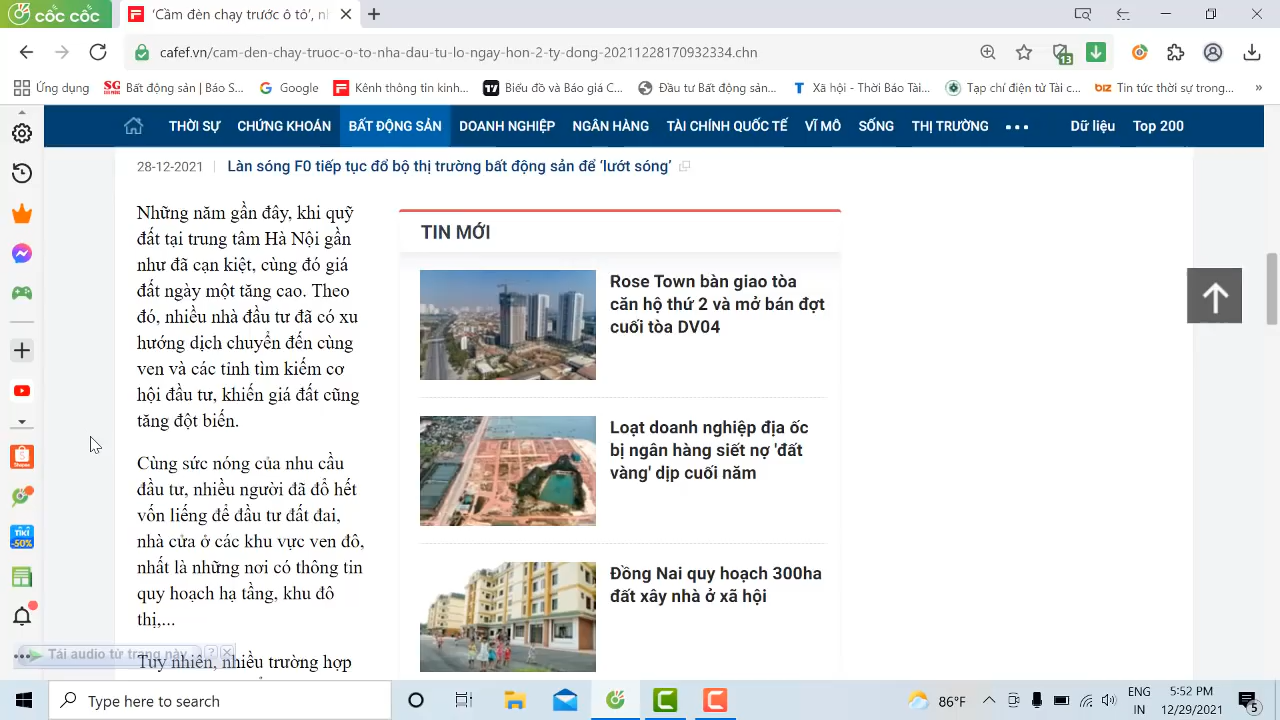 cốc cốc
'Cầm đèn chạy trước ô tô', ni
cafef.vn/cam-den-chay-truoc-o-to-nha-dau-tu-lo-ngay-hon-2-ty-dong-20211228170932334.chn
13
Ứng dụng
Bất động sản | Báo S...
Google
Kênh thông tin kinh...
Biểu đồ và Báo giá C...
Đầu tư Bất động sản...
Xã hội - Thời Báo Tài...
Tạp chí điện tử Tài c...
biz Tin tức thời sự trong...
THỜI SỰ CHỨNG KHOÁN BẤT ĐỘNG SẢN DOANH NGHIỆP NGÂN HÀNG TÀI CHÍNH QUỐC TẾ VĨ MÔ SỐNG THỊ TRƯỜNG Dữ liệu Top 200
28-12-2021 Làn sóng F0 tiếp tục đổ bộ thị trường bất động sản để 'lướt sóng'
Những năm gần đây, khi quỹ
đất tại trung tâm Hà Nội gần
như đã cạn kiệt, cùng đó giá
đất ngày một tăng cao. Theo
đó, nhiều nhà đầu tư đã có xu
hướng dịch chuyển đến cùng
ven và các tỉnh tìm kiếm cơ
hội đầu tư, khiến giá đất cũng
tăng đột biến.
Cùng sức nóng của nhu cầu
đầu tư, nhiều người đã đổ hết
vốn liếng để đầu tư đất đai,
nhà cửa ở các khu vực ven đô,
nhất là những nơi có thông tin
quy hoạch hạ tầng, khu đô
thị,...
Tuy nhiên, nhiều trường hợp
TIN MỚI
Rose Town bàn giao tòa
căn hộ thứ 2 và mở bán đợt
cuối tòa DV04
Loạt doanh nghiệp địa ốc
bị ngân hàng siết nợ 'đất
vàng' dịp cuối năm
Đồng Nai quy hoạch 300ha
đất xây nhà ở xã hội
TIKI
-50%
Tải audio từ trang này
Type here to search
86°F
ENG
IN
5:52 PM
12/29/2021
5